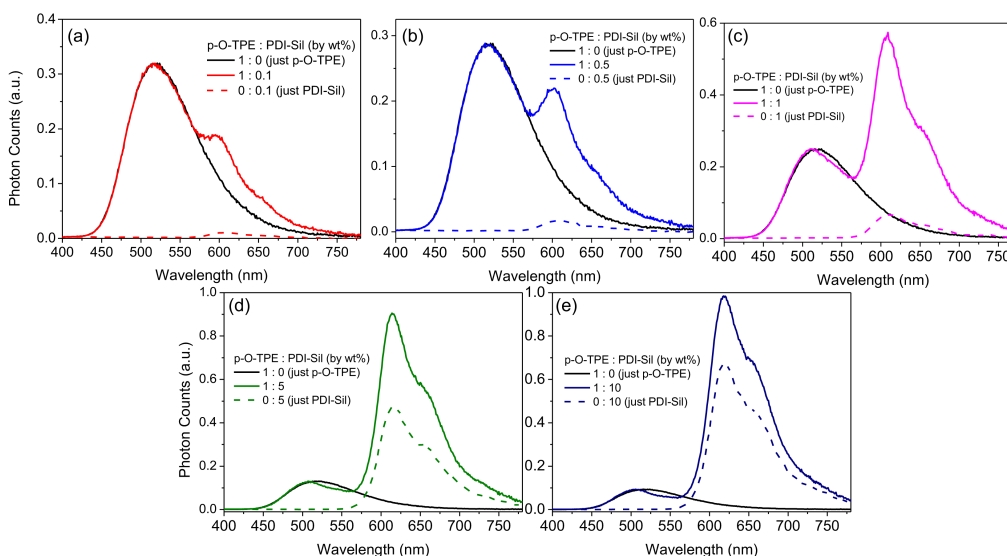 (a)
p-O-TPE : PDI-Sil (by wt%)
1 : 0 (just p-O-TPE)
1 : 0.1
0 : 0.1 (just PDI-Sil)
Photon Counts (a.u.)
0.4
0.3
0.2
0.1
0.0
400 450 500 550 600 650 700 750
Wavelength (nm)
(b)
p-O-TPE : PDI-Sil (by wt%)
1 : 0 (just p-O-TPE)
1 : 0.5
0 : 0.5 (just PDI-Sil)
0.3
0.2
0.1
0.0
400 450 500 550 600 650 700 750
Wavelength (nm)
(c)
p-O-TPE : PDI-Sil (by wt%)
1 : 0 (just p-O-TPE)
1 : 1
0 : 1 (just PDI-Sil)
0.6
0.4
0.2
0.0
400 450 500 550 600 650 700 750
Wavelength (nm)
(d)
p-O-TPE : PDI-Sil (by wt%)
1 : 0 (just p-O-TPE)
1 : 5
0 : 5 (just PDI-Sil)
Photon Counts (a.u.)
1.0
0.8
0.6
0.4
0.2
0.0
400 450 500 550 600 650 700 750
Wavelength (nm)
(e)
p-O-TPE : PDI-Sil (by wt%)
1 : 0 (just p-O-TPE)
1 : 10
0 : 10 (just PDI-Sil)
1.0
0.8
0.6
0.4
0.2
0.0
400 450 500 550 600 650 700 750
Wavelength (nm)